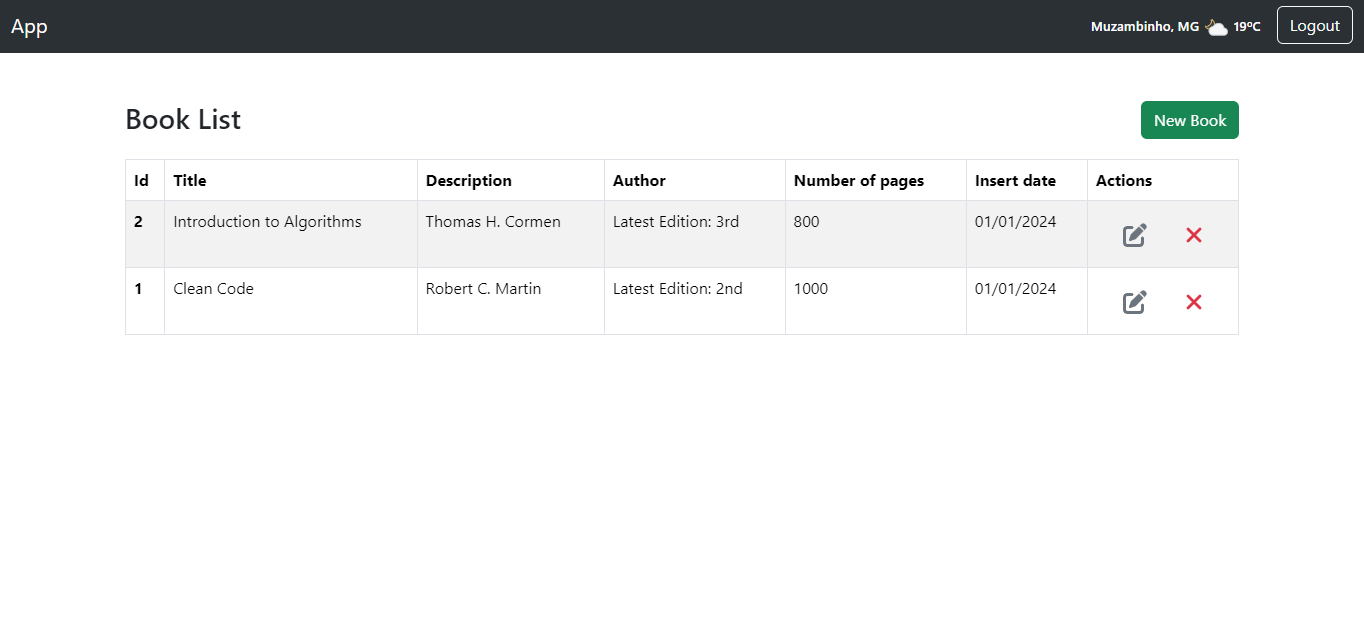 App
Muzambinho, MG 19ºC Logout
Book List
New Book
Id Title Description Author Number of pages Insert date Actions
2 Introduction to Algorithms Thomas H. Cormen Latest Edition: 3rd 800 01/01/2024
1 Clean Code Robert C. Martin Latest Edition: 2nd 1000 01/01/2024